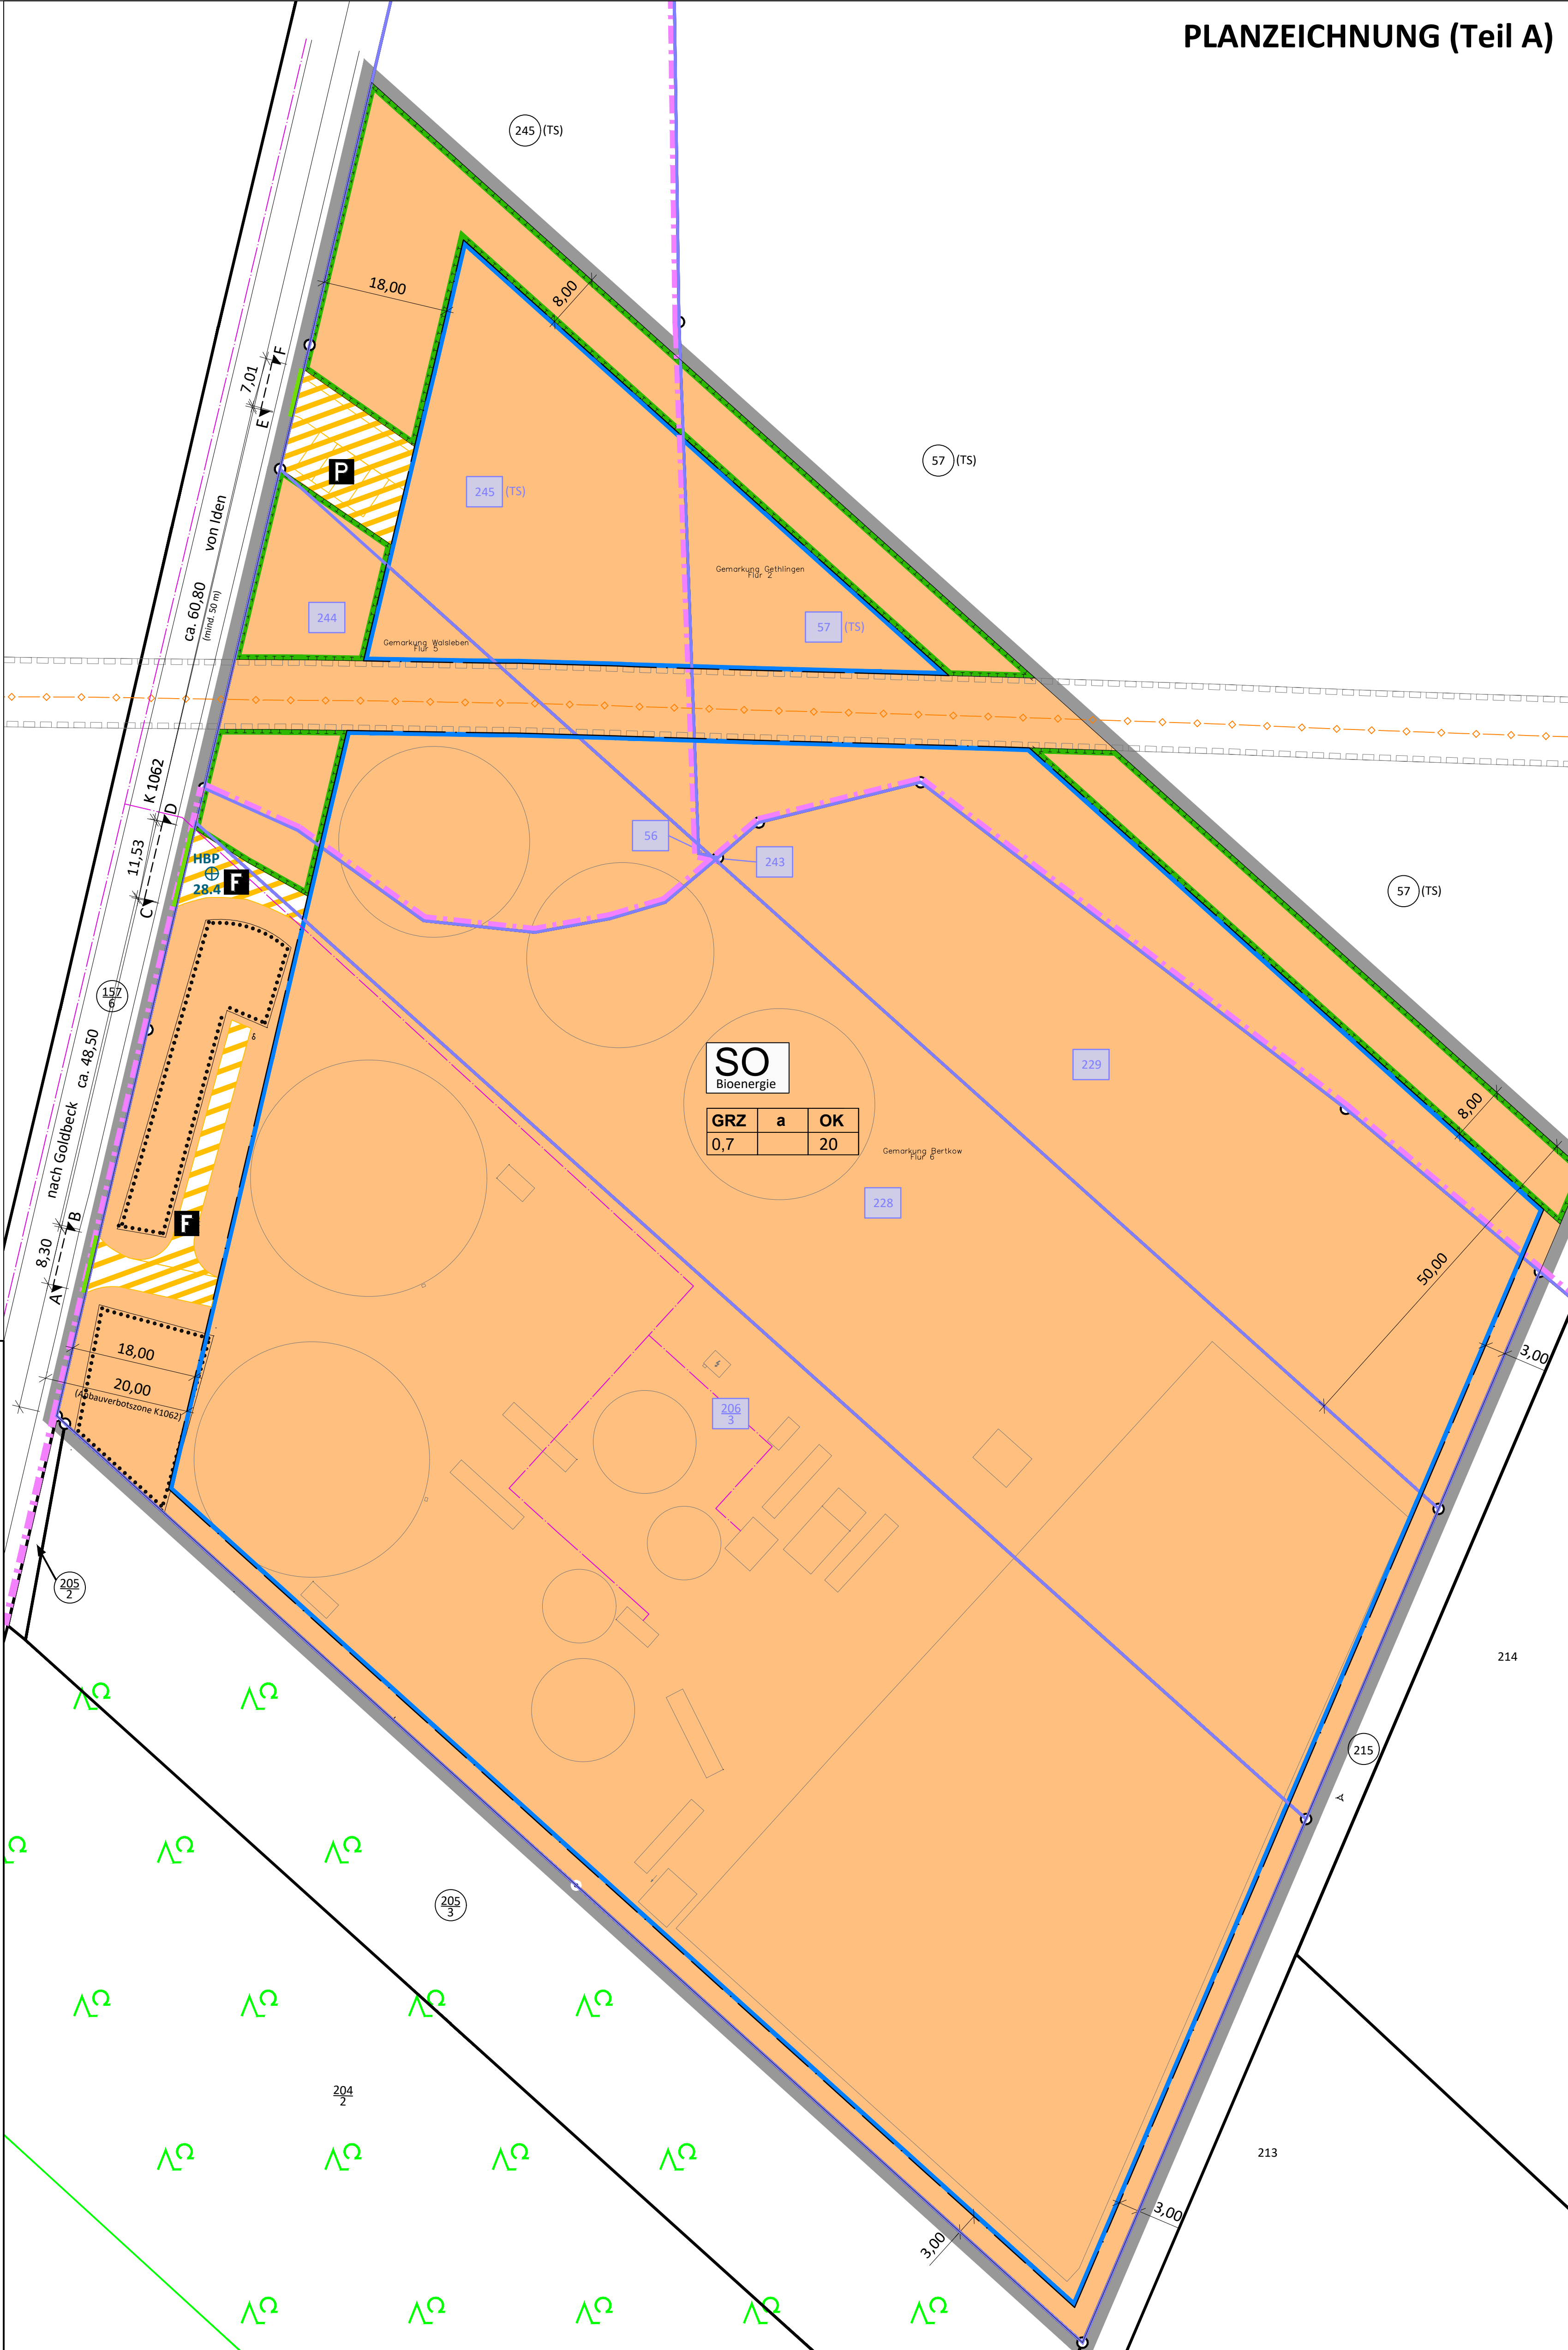 PLANZEICHNUNG (Teil A)
245 (TS)
18,00
8,00
F
7,01
E
P
57 (TS)
245 (TS)
von Iden
Gemarkung Gethlingen
Flur 2
ca. 60,80
(mind. 50 m)
244
57 (TS)
Gemarkung Walsleben
Flur 5
K 1062
D
56
243
11,53
HBP
28.4
F
C
57 (TS)
157
6
ca. 48,50
nach Goldbeck
SO
Bioenergie
229
GRZ a OK
0,7 20
8,00
Gemarkung Bertkow
Flur 6
228
B
F
8,30
A
50,00
18,00
3,00
20,00
(Anbauverbotszone K1062)
206
3
205
2
214
215
205
3
204
2
213
3,00
3,00